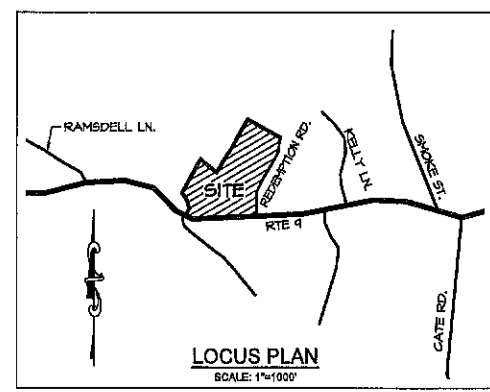 RAMSDELL LN.
SITE
REDEMPTION RD.
KELLY LN.
SMOKE ST.
RTE 9
CATE RD.
LOCUS PLAN
SCALE: 1"=1000'